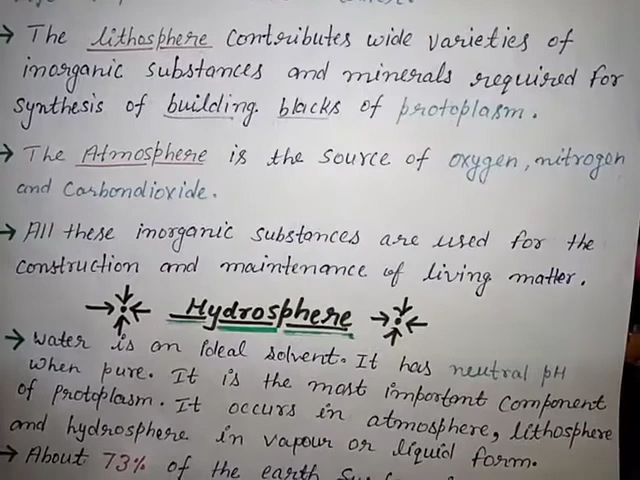 → The lithosphere contributes wide varieties of
inorganic substances and minerals required for
synthesis of building blacks of protoplasm.
→ The Atmosphere is the source of oxygen, nitrogen
and Carbondioxide.
→ All these inorganic substances are used for the
construction and maintenance of living matter.
Hydrosphere
→ Water is an Ideal solvent. It has neutral pH
when pure. It is the most important Component
of protoplasm. It occurs in atmosphere, lithosphere
and hydrosphere in vapour or liquid form.
→ About 73% of the earth